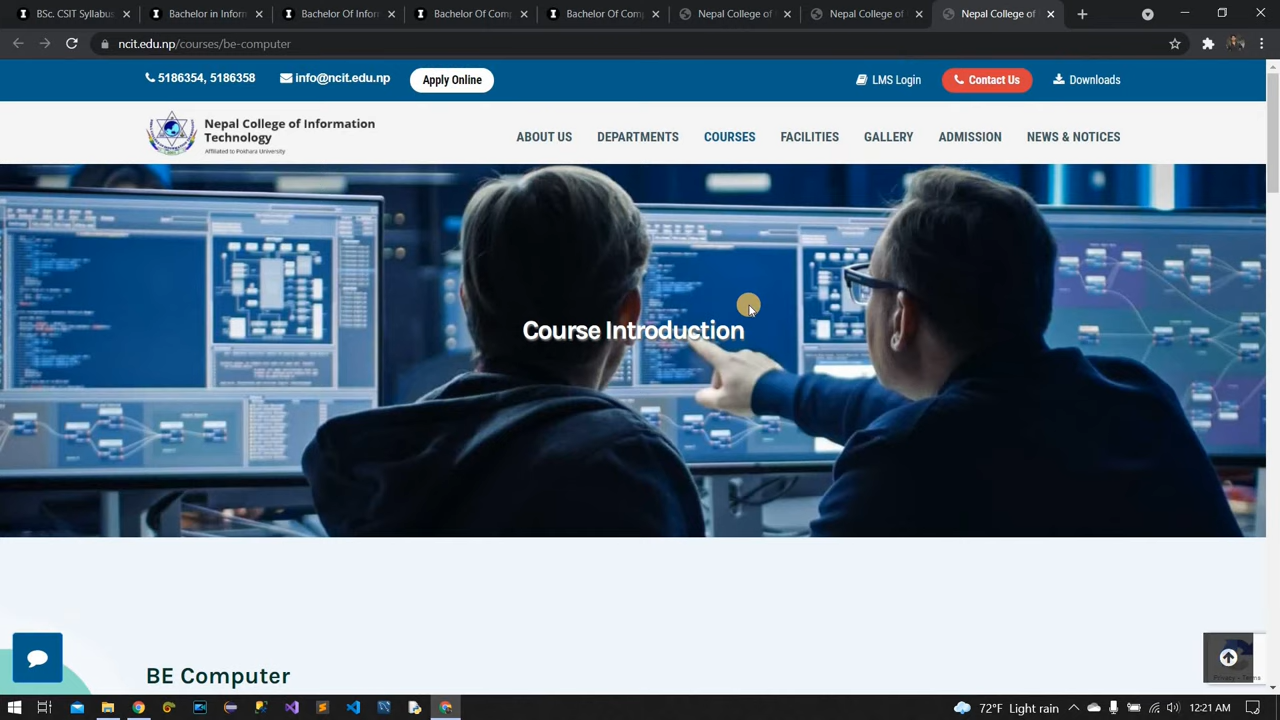 BSc. CSIT Syllabus
Bachelor in Inform
Bachelor Of Inform
Bachelor Of Comp
Bachelor Of Comp
Nepal College of
Nepal College of
Nepal College of
ncit.edu.np/courses/be-computer
5186354, 5186358
info@ncit.edu.np
Apply Online
LMS Login
Contact Us
Downloads
Nepal College of Information
Technology
Affiliated to Pokhara University
ABOUT US
DEPARTMENTS
COURSES
FACILITIES
GALLERY
ADMISSION
NEWS & NOTICES
Course Introduction
BE Computer
Privacy - Terms
72°F Light rain
12:21 AM